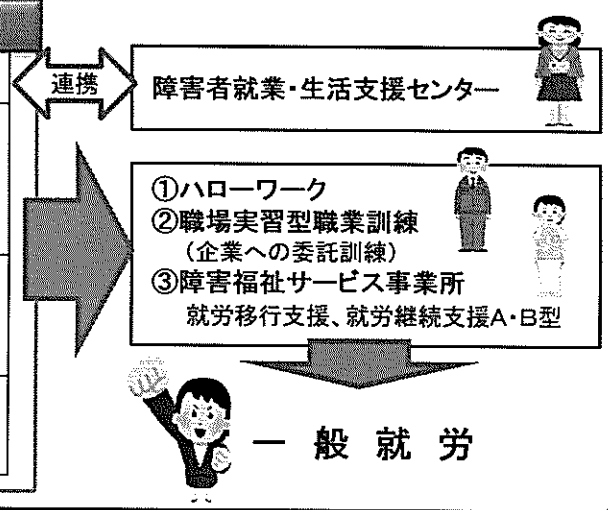 連携
障害者就業・生活支援センター
①ハローワーク
②職場実習型職業訓練
(企業への委託訓練)
③障害福祉サービス事業所
就労移行支援、就労継続支援A・B型
一般就労